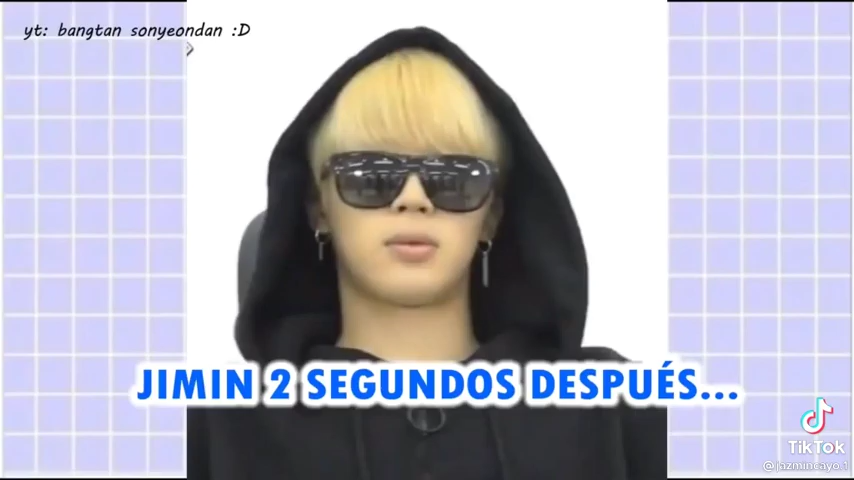 yt: bangtan sonyeondan :D
JIMIN 2 SEGUNDOS DESPUÉS...
TikTok
@jazmincayo.1